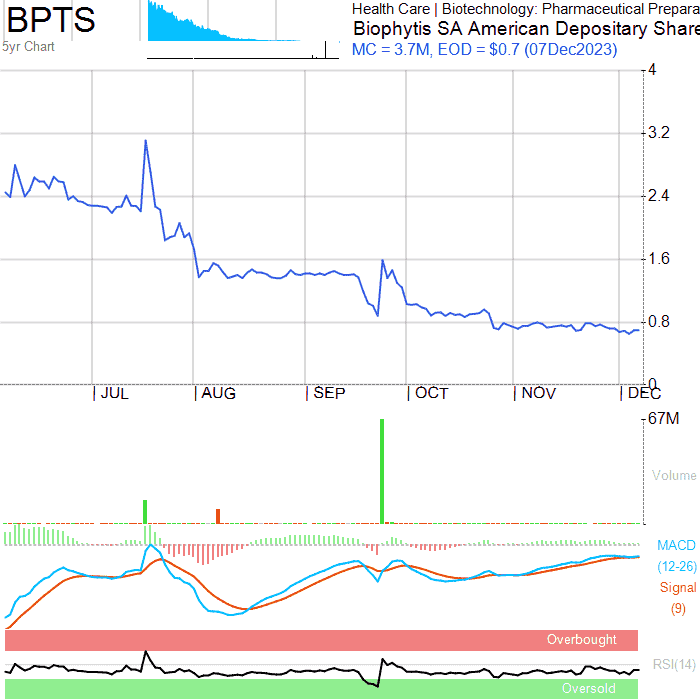 BPTS
5yr Chart
Health Care | Biotechnology: Pharmaceutical Prepara
Biophytis SA American Depositary Share
MC = 3.7M, EOD = $0.7 (07Dec2023)
4
3.2
2.4
1.6
0.8
0
JUL AUG SEP OCT NOV DEC
67M
Volume
MACD
(12-26)
Signal
(9)
Overbought
RSI(14)
Oversold